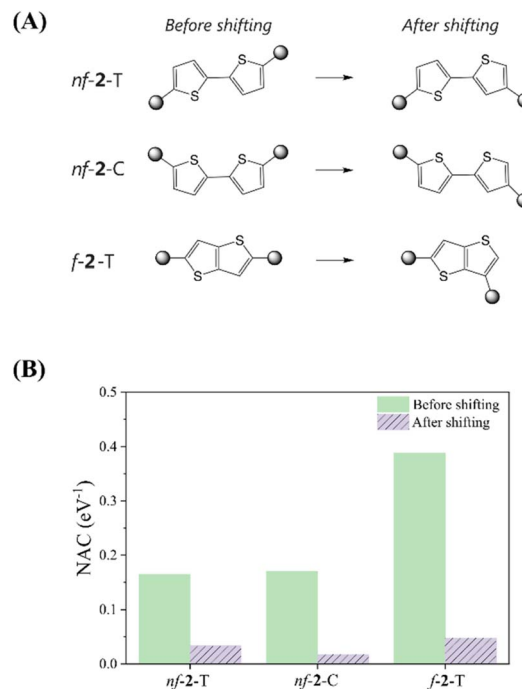 (A)
Before shifting After shifting
S S S S
nf-2-T
S S S S
nf-2-C
S S S S
f-2-T
(B)
0.5
Before shifting
After shifting
0.4
0.3
0.2
0.1
0.0
NAC (eV⁻¹)
nf-2-T nf-2-C f-2-T